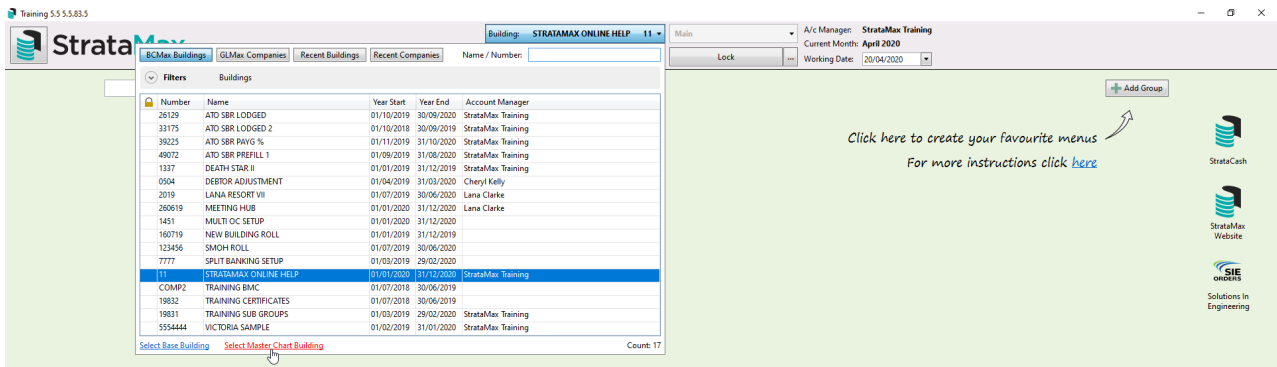 Training 5.5 5.5.83.5
StrataMax
Building: STRATAMAX ONLINE HELP 11
Main
Lock
...
A/c Manager: StrataMax Training
Current Month: April 2020
Working Date: 20/04/2020
BCMax Buildings GLMax Companies Recent Buildings Recent Companies Name / Number:
Filters Buildings
Number Name Year Start Year End Account Manager
26129 ATO SBR LODGED 01/10/2019 30/09/2020 StrataMax Training
33175 ATO SBR LODGED 2 01/10/2018 30/09/2019 StrataMax Training
39225 ATO SBR PAYG % 01/11/2019 31/10/2020 StrataMax Training
49072 ATO SBR PREFILL 1 01/09/2019 31/08/2020 StrataMax Training
1337 DEATH STAR II 01/01/2019 31/12/2019 StrataMax Training
0504 DEBTOR ADJUSTMENT 01/04/2019 31/03/2020 Cheryl Kelly
2019 LANA RESORT VII 01/07/2019 30/06/2020 Lana Clarke
260619 MEETING HUB 01/01/2020 31/12/2020 Lana Clarke
1451 MULTI OC SETUP 01/01/2020 31/12/2020
160719 NEW BUILDING ROLL 01/01/2019 31/12/2019
123456 SMOH ROLL 01/07/2019 30/06/2020
7777 SPLIT BANKING SETUP 01/03/2019 29/02/2020
11 STRATAMAX ONLINE HELP 01/01/2020 31/12/2020 StrataMax Training
COMP2 TRAINING BMC 01/07/2018 30/06/2019
19832 TRAINING CERTIFICATES 01/07/2018 30/06/2019
19831 TRAINING SUB GROUPS 01/03/2019 29/02/2020 StrataMax Training
5554444 VICTORIA SAMPLE 01/02/2019 31/01/2020 StrataMax Training
Select Base Building Select Master Chart Building Count: 17
Add Group
Click here to create your favourite menus
For more instructions click here
StrataCash
StrataMax
Website
SIE
ORDERS
Solutions In
Engineering